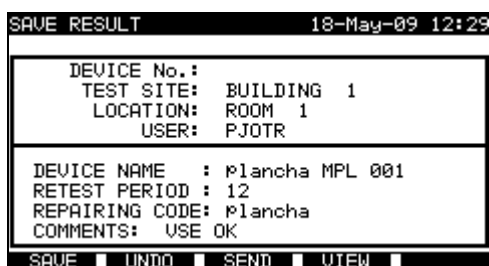 SAVE RESULT 18-May-09 12:29
DEVICE No.:
TEST SITE: BUILDING 1
LOCATION: ROOM 1
USER: PJOTR
DEVICE NAME : plancha MPL 001
RETEST PERIOD : 12
REPAIRING CODE: plancha
COMMENTS: VSE OK
SAVE UNDO SEND VIEW